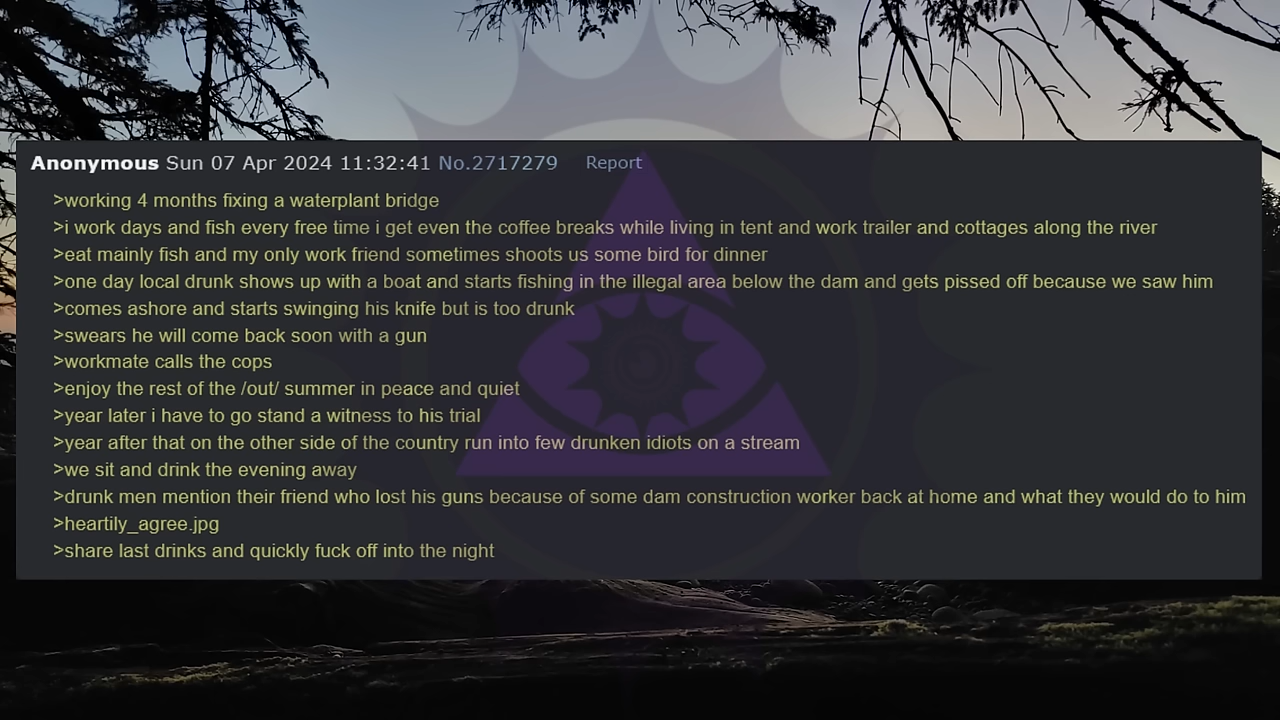 Anonymous Sun 07 Apr 2024 11:32:41 No.2717279 Report
>working 4 months fixing a waterplant bridge
>i work days and fish every free time i get even the coffee breaks while living in tent and work trailer and cottages along the river
>eat mainly fish and my only work friend sometimes shoots us some bird for dinner
>one day local drunk shows up with a boat and starts fishing in the illegal area below the dam and gets pissed off because we saw him
>comes ashore and starts swinging his knife but is too drunk
>swears he will come back soon with a gun
>workmate calls the cops
>enjoy the rest of the /out/ summer in peace and quiet
>year later i have to go stand a witness to his trial
>year after that on the other side of the country run into few drunken idiots on a stream
>we sit and drink the evening away
>drunk men mention their friend who lost his guns because of some dam construction worker back at home and what they would do to him
>heartily_agree.jpg
>share last drinks and quickly fuck off into the night